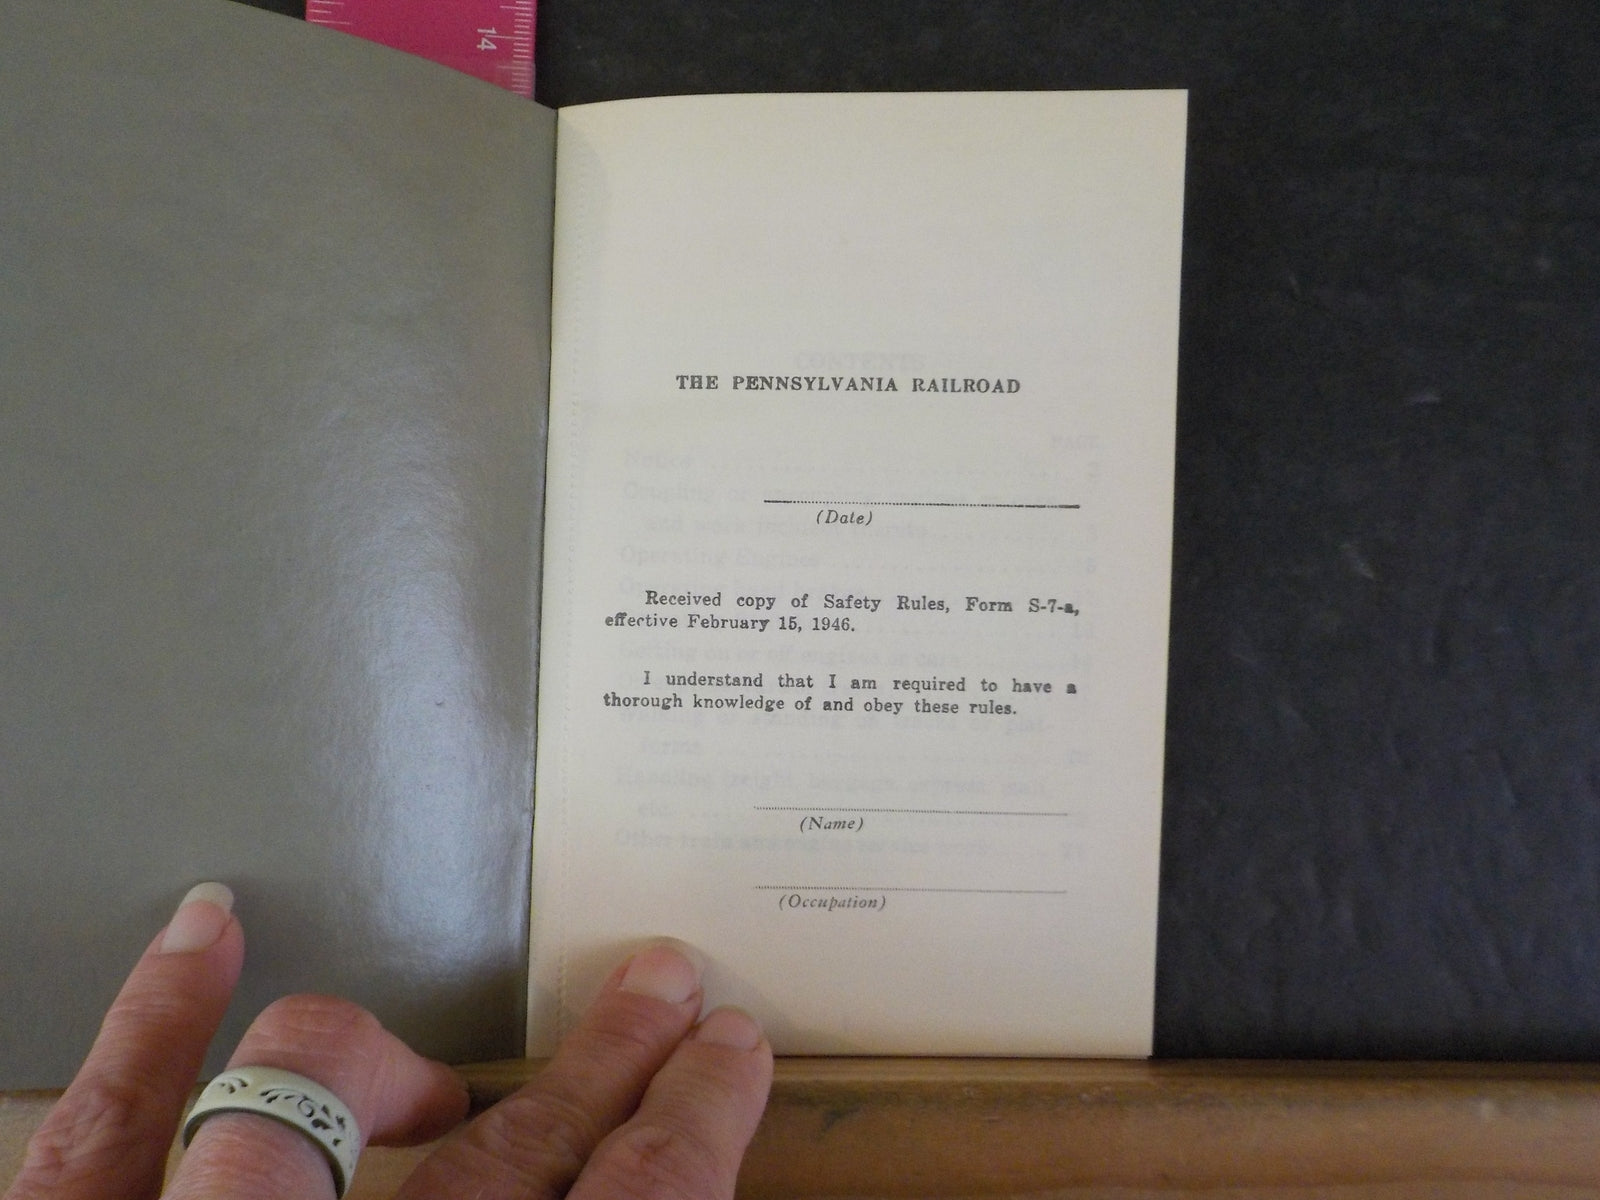 14
THE PENNSYLVANIA RAILROAD
(Date)
Received copy of Safety Rules, Form S-7-a,
effective February 15, 1946.
I understand that I am required to have a
thorough knowledge of and obey these rules.
(Name)
(Occupation)